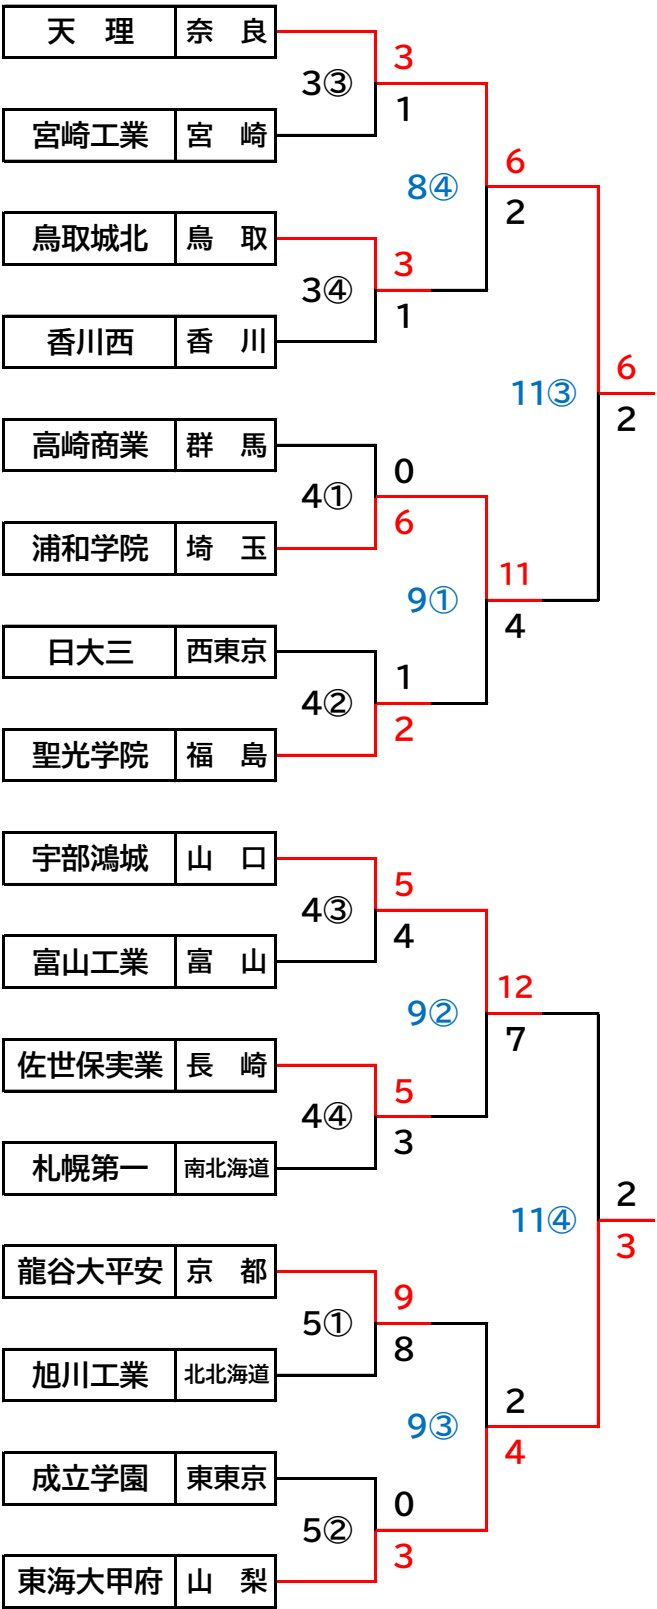 天　理 奈　良
3
3③
1
宮崎工業 宮　崎
6
8④
2
鳥取城北 鳥　取
3
3④
1
香川西 香　川
6
11③
2
高崎商業 群　馬
0
4①
6
浦和学院 埼　玉
11
9①
4
日大三 西東京
1
4②
2
聖光学院 福　島
宇部鴻城 山　口
5
4③
4
富山工業 富　山
12
9②
7
佐世保実業 長　崎
5
4④
3
札幌第一 南北海道
2
11④
3
龍谷大平安 京　都
9
5①
8
旭川工業 北北海道
2
9③
4
成立学園 東東京
0
5②
3
東海大甲府 山　梨